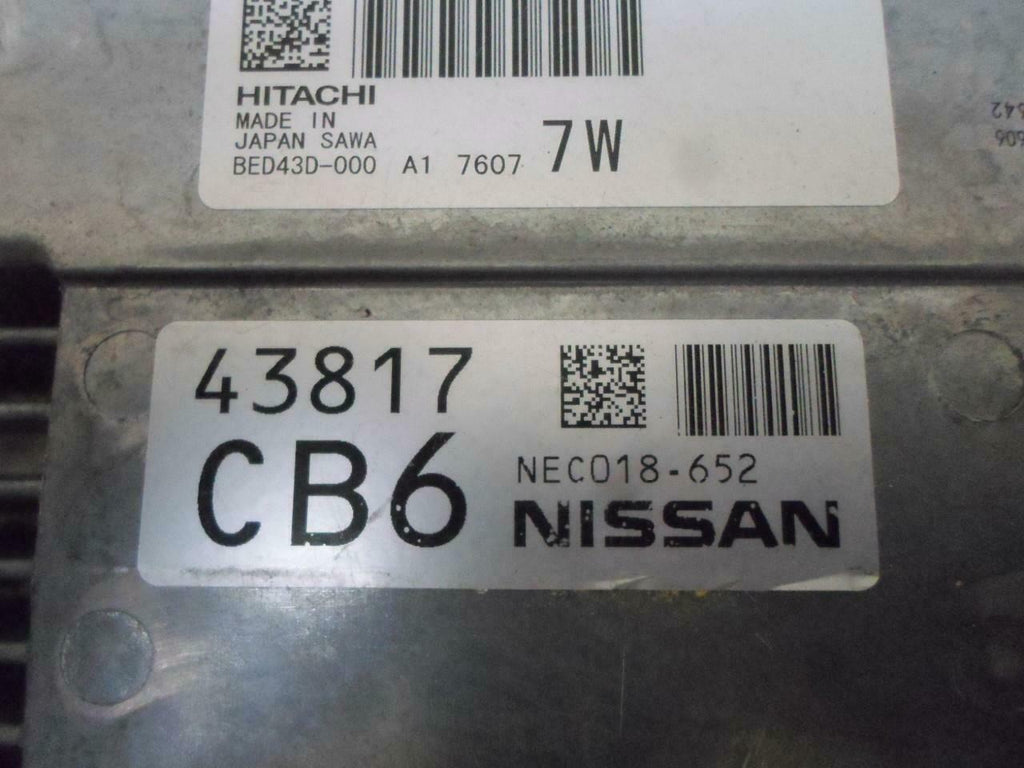 HITACHI
MADE IN
JAPAN SAWA
BED43D-000 A1 7607 7W
43817
CB6
NEC018-652
NISSAN